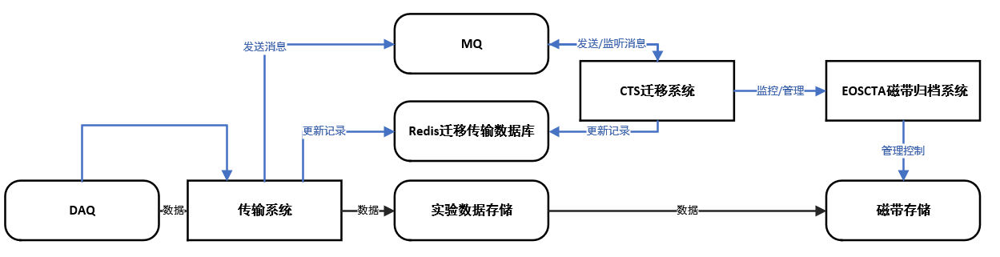 MQ
发送消息
发送/监听消息
CTS迁移系统
监控/管理
EOSCTA磁带归档系统
更新记录
Redis迁移传输数据库
更新记录
管理控制
DAQ
数据
传输系统
数据
实验数据存储
数据
磁带存储